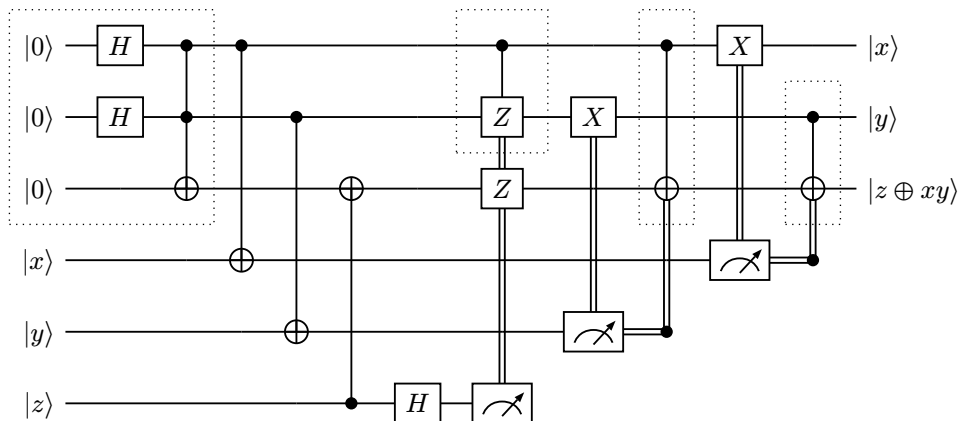 |0⟩ H X |x⟩
|0⟩ H Z X |y⟩
|0⟩ Z |z ⊕ xy⟩
|x⟩
|y⟩
|z⟩ H